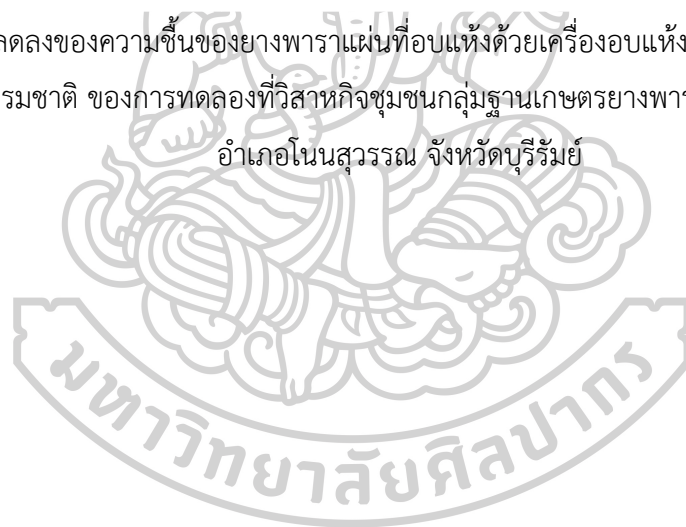 ลดลงของความชื้นของยางพาราแผ่นที่อบแห้งด้วยเครื่องอบแห้ง
รมชาติ ของการทดลองที่วิสาหกิจชุมชนกลุ่มฐานเกษตรยางพาร
อำเภอโนนสุวรรณ จังหวัดบุรีรัมย์
มหาวิทยาลัยศิลปากร